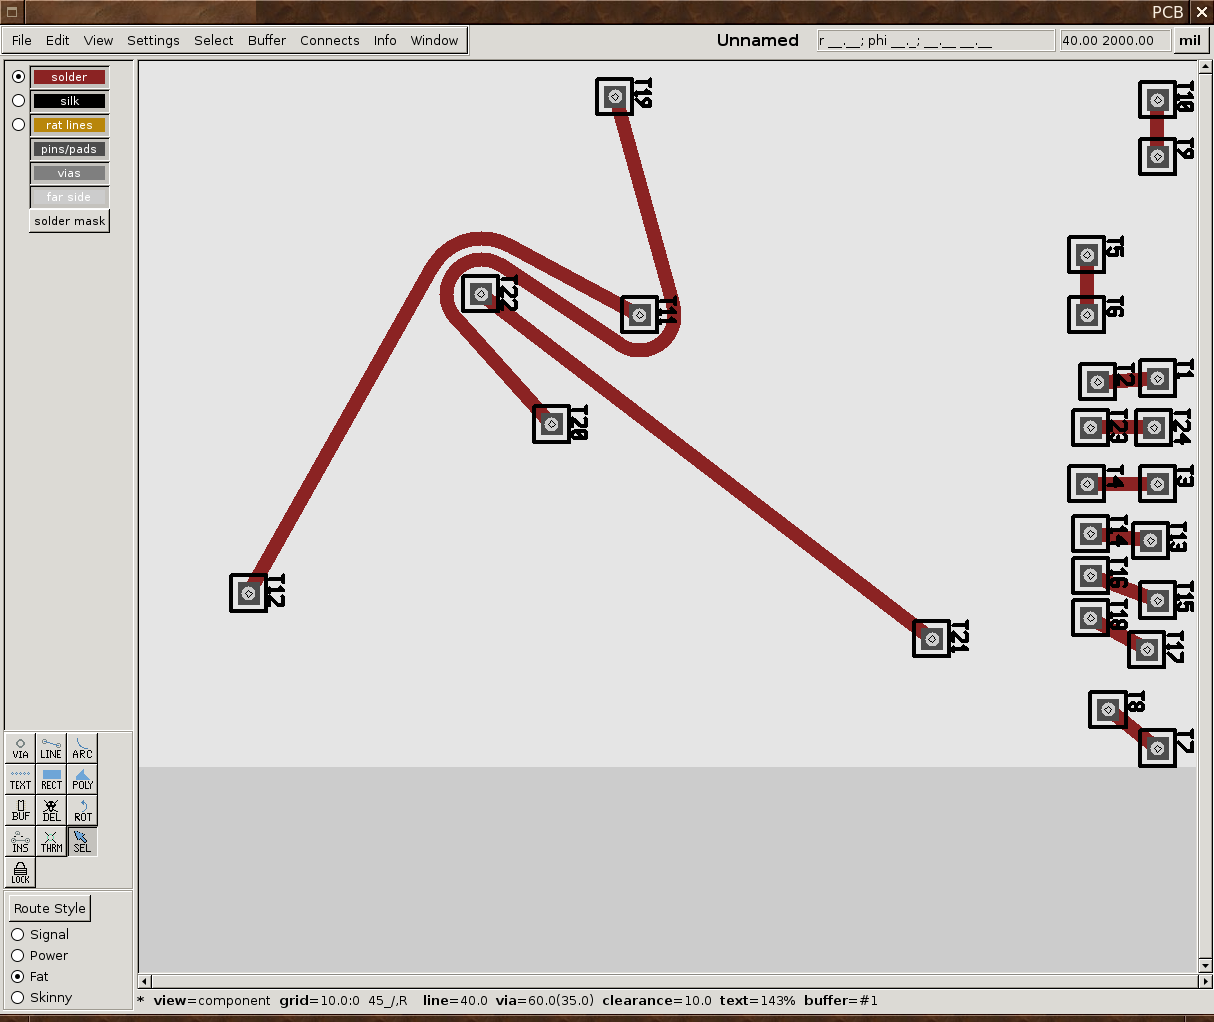 PCB
File Edit View Settings Select Buffer Connects Info Window
Unnamed
r __.__; phi __._; __.__ __.__
40.00 2000.00
mil
solder
silk
rat lines
pins/pads
vias
far side
solder mask
T19
T10
T9
T5
T6
T22
T11
T2
T1
T20
T23
T24
T4
T3
T14
T13
T16
T15
T18
T17
T12
T21
T8
T7
VIA LINE ARC
TEXT RECT POLY
BUF DEL ROT
INS THRM SEL
LOCK
Route Style
Signal
Power
Fat
Skinny
* view=component grid=10.0:0 45_/,R line=40.0 via=60.0(35.0) clearance=10.0 text=143% buffer=#1